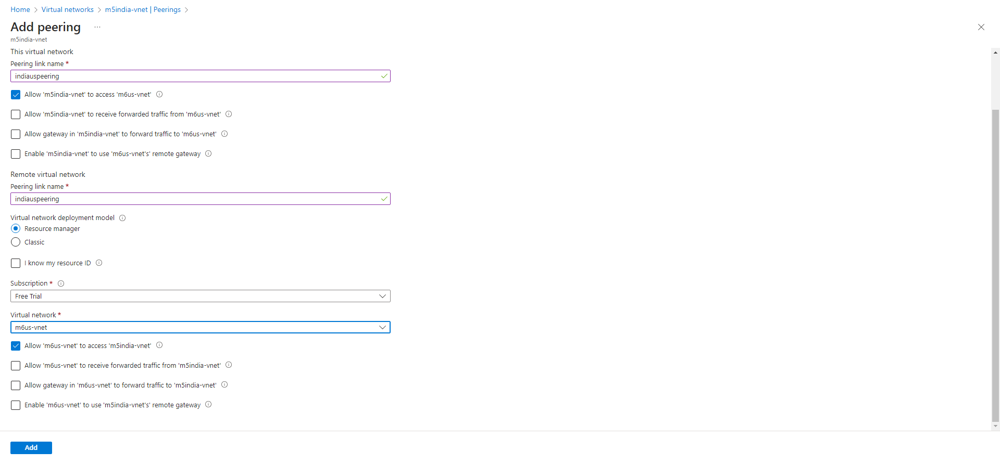 Home > Virtual networks > m5india-vnet | Peerings >
Add peering ...
m5india-vnet
This virtual network
Peering link name *
indiauspeering
Allow 'm5india-vnet' to access 'm6us-vnet'
Allow 'm5india-vnet' to receive forwarded traffic from 'm6us-vnet'
Allow gateway in 'm5india-vnet' to forward traffic to 'm6us-vnet'
Enable 'm5india-vnet' to use 'm6us-vnet's' remote gateway
Remote virtual network
Peering link name *
indiauspeering
Virtual network deployment model
Resource manager
Classic
I know my resource ID
Subscription *
Free Trial
Virtual network *
m6us-vnet
Allow 'm6us-vnet' to access 'm5india-vnet'
Allow 'm6us-vnet' to receive forwarded traffic from 'm5india-vnet'
Allow gateway in 'm6us-vnet' to forward traffic to 'm5india-vnet'
Enable 'm6us-vnet' to use 'm5india-vnet's' remote gateway
Add